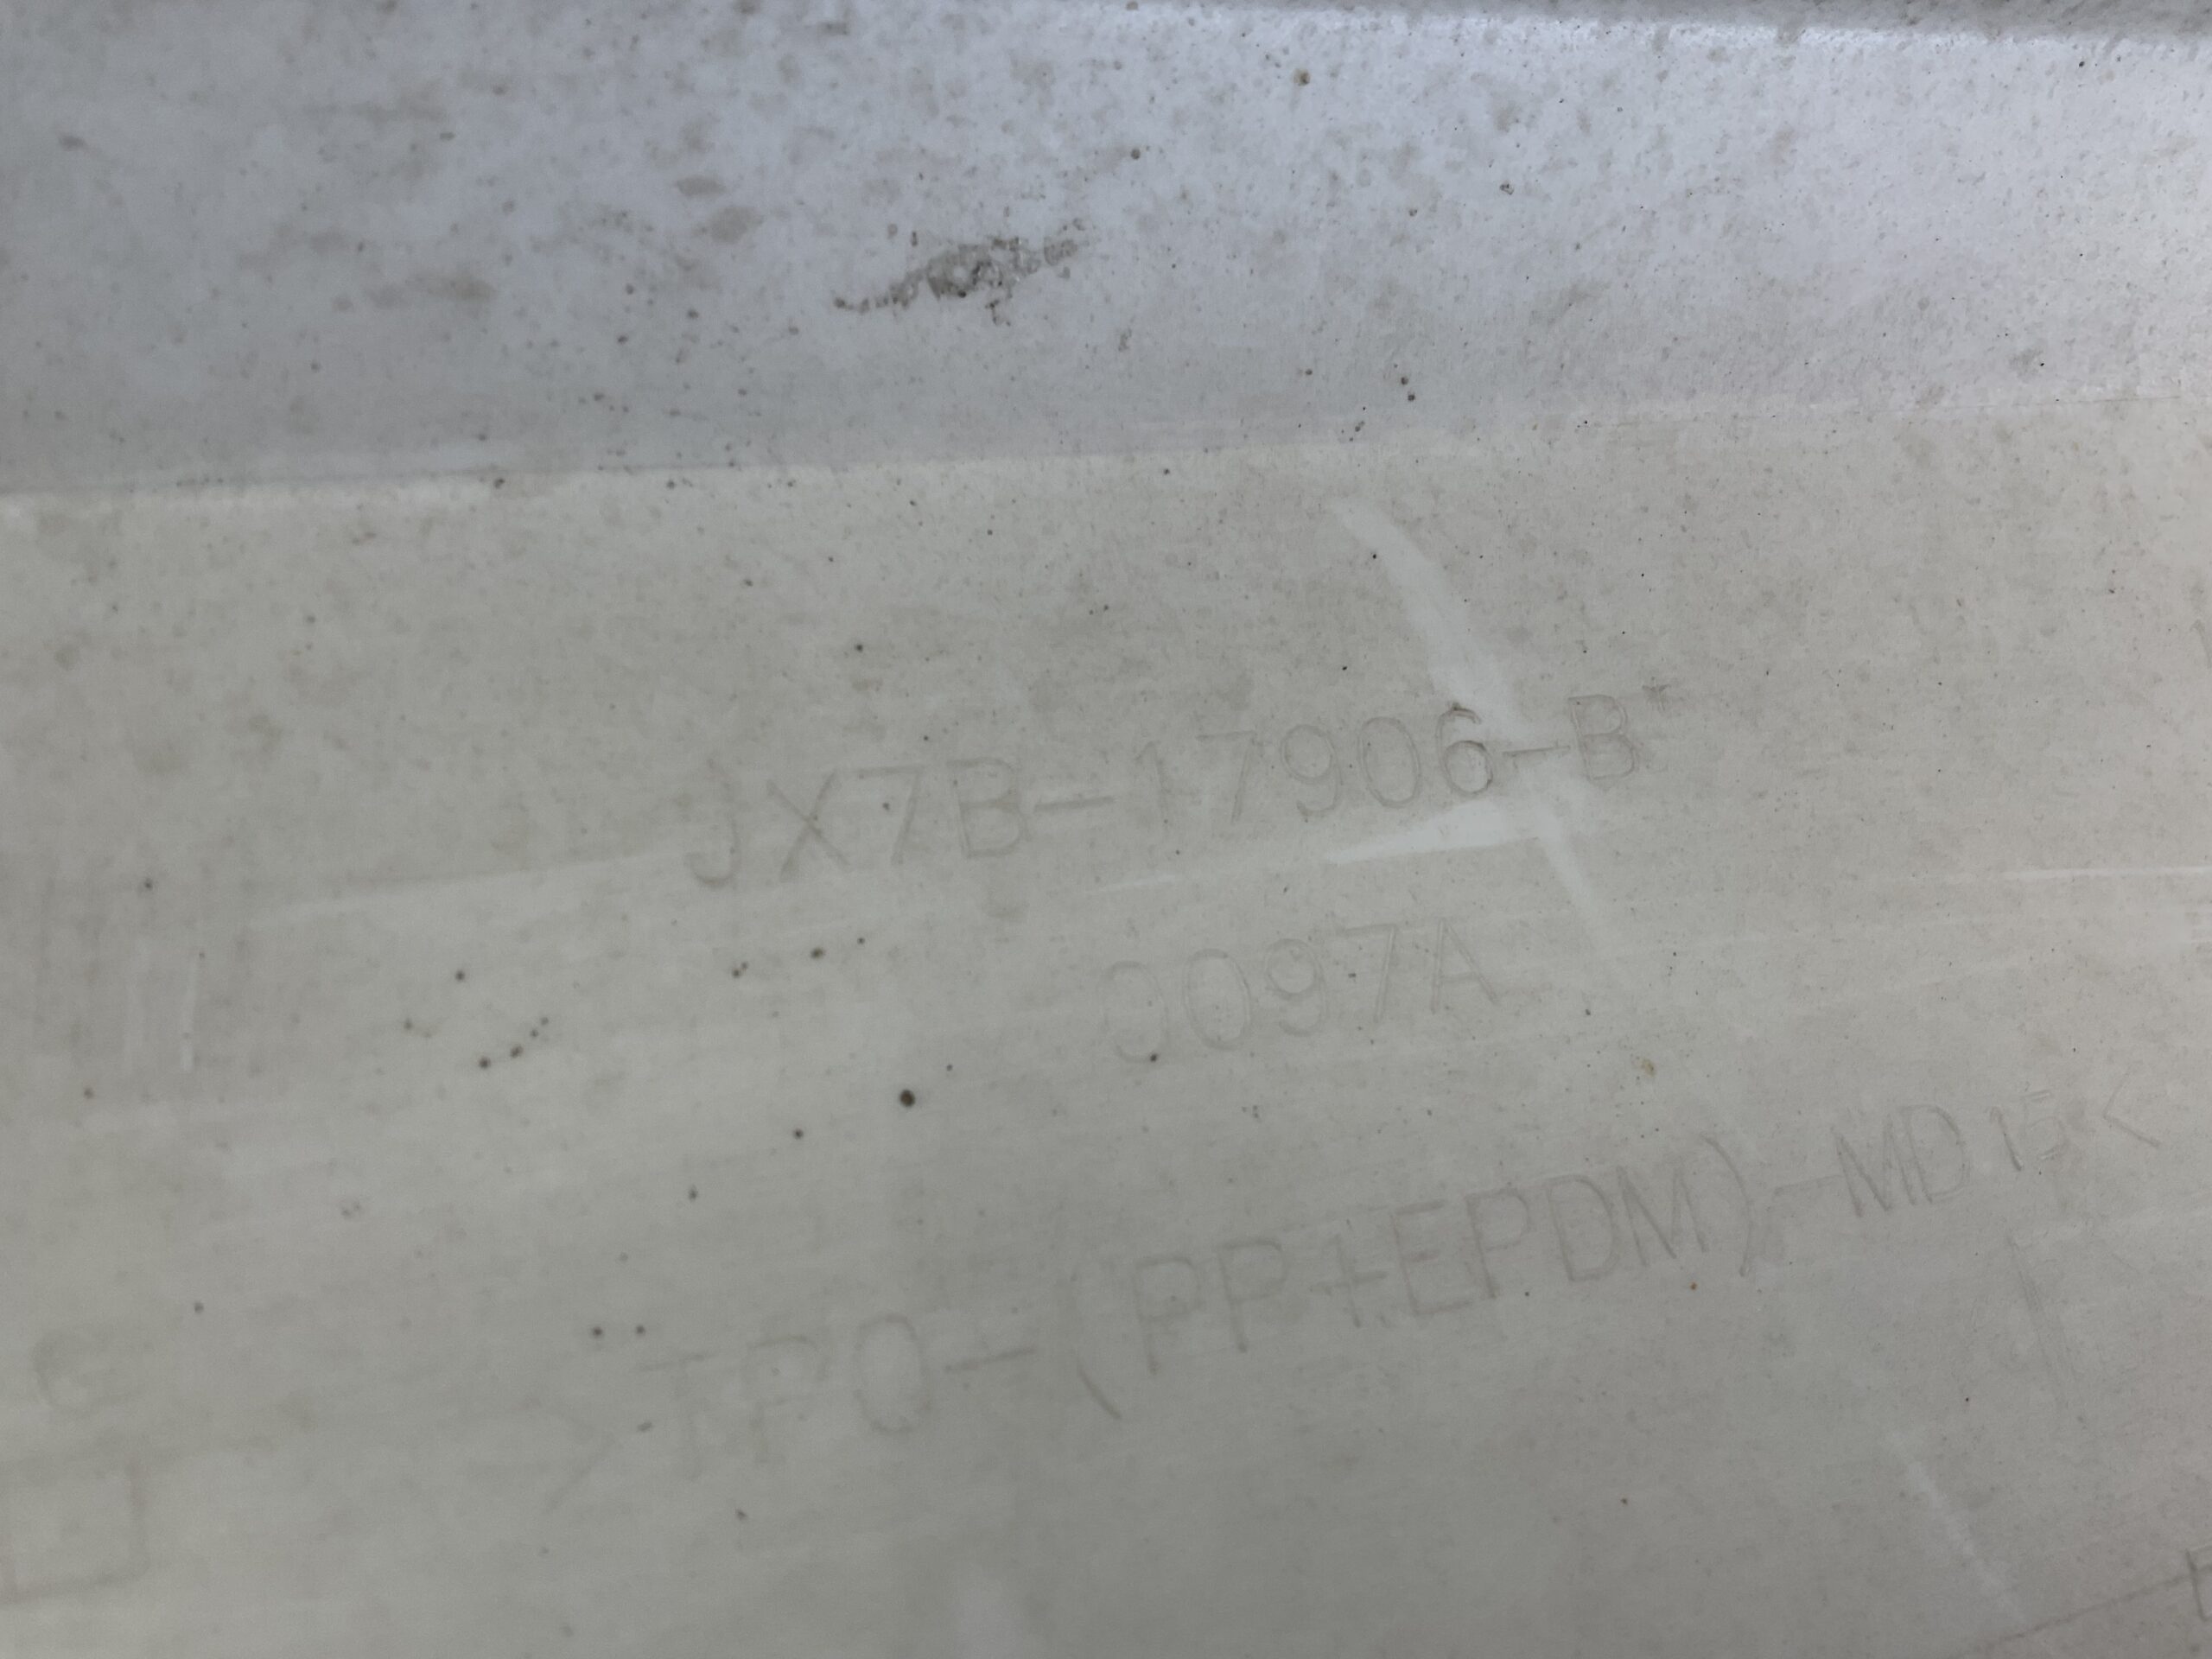 JX7B-17906-B*
0097A
>TPO-(PP+EPDM)-MD15<